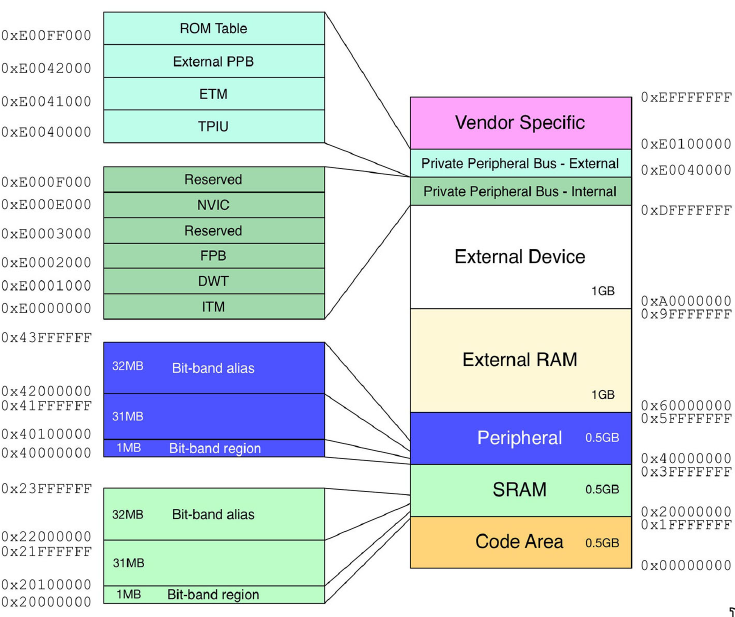 0xE00FF000
ROM Table
0xE0042000
External PPB
0xE0041000
ETM
0xE0040000
TPIU
0xE000F000
Reserved
0xE000E000
NVIC
0xE0003000
Reserved
0xE0002000
FPB
0xE0001000
DWT
0xE0000000
ITM
0x43FFFFFF
32MB Bit-band alias
0x42000000
0x41FFFFFF
31MB
0x40100000
0x40000000
1MB Bit-band region
0x23FFFFFF
32MB Bit-band alias
0x22000000
0x21FFFFFF
31MB
0x20100000
0x20000000
1MB Bit-band region
0xEFFFFFFF
Vendor Specific
0xE0100000
Private Peripheral Bus - External
0xE0040000
Private Peripheral Bus - Internal
0xDFFFFFFF
External Device
1GB
0xA0000000
0x9FFFFFFF
External RAM
1GB
0x60000000
0x5FFFFFFF
Peripheral 0.5GB
0x40000000
0x3FFFFFFF
SRAM 0.5GB
0x20000000
0x1FFFFFFF
Code Area 0.5GB
0x00000000